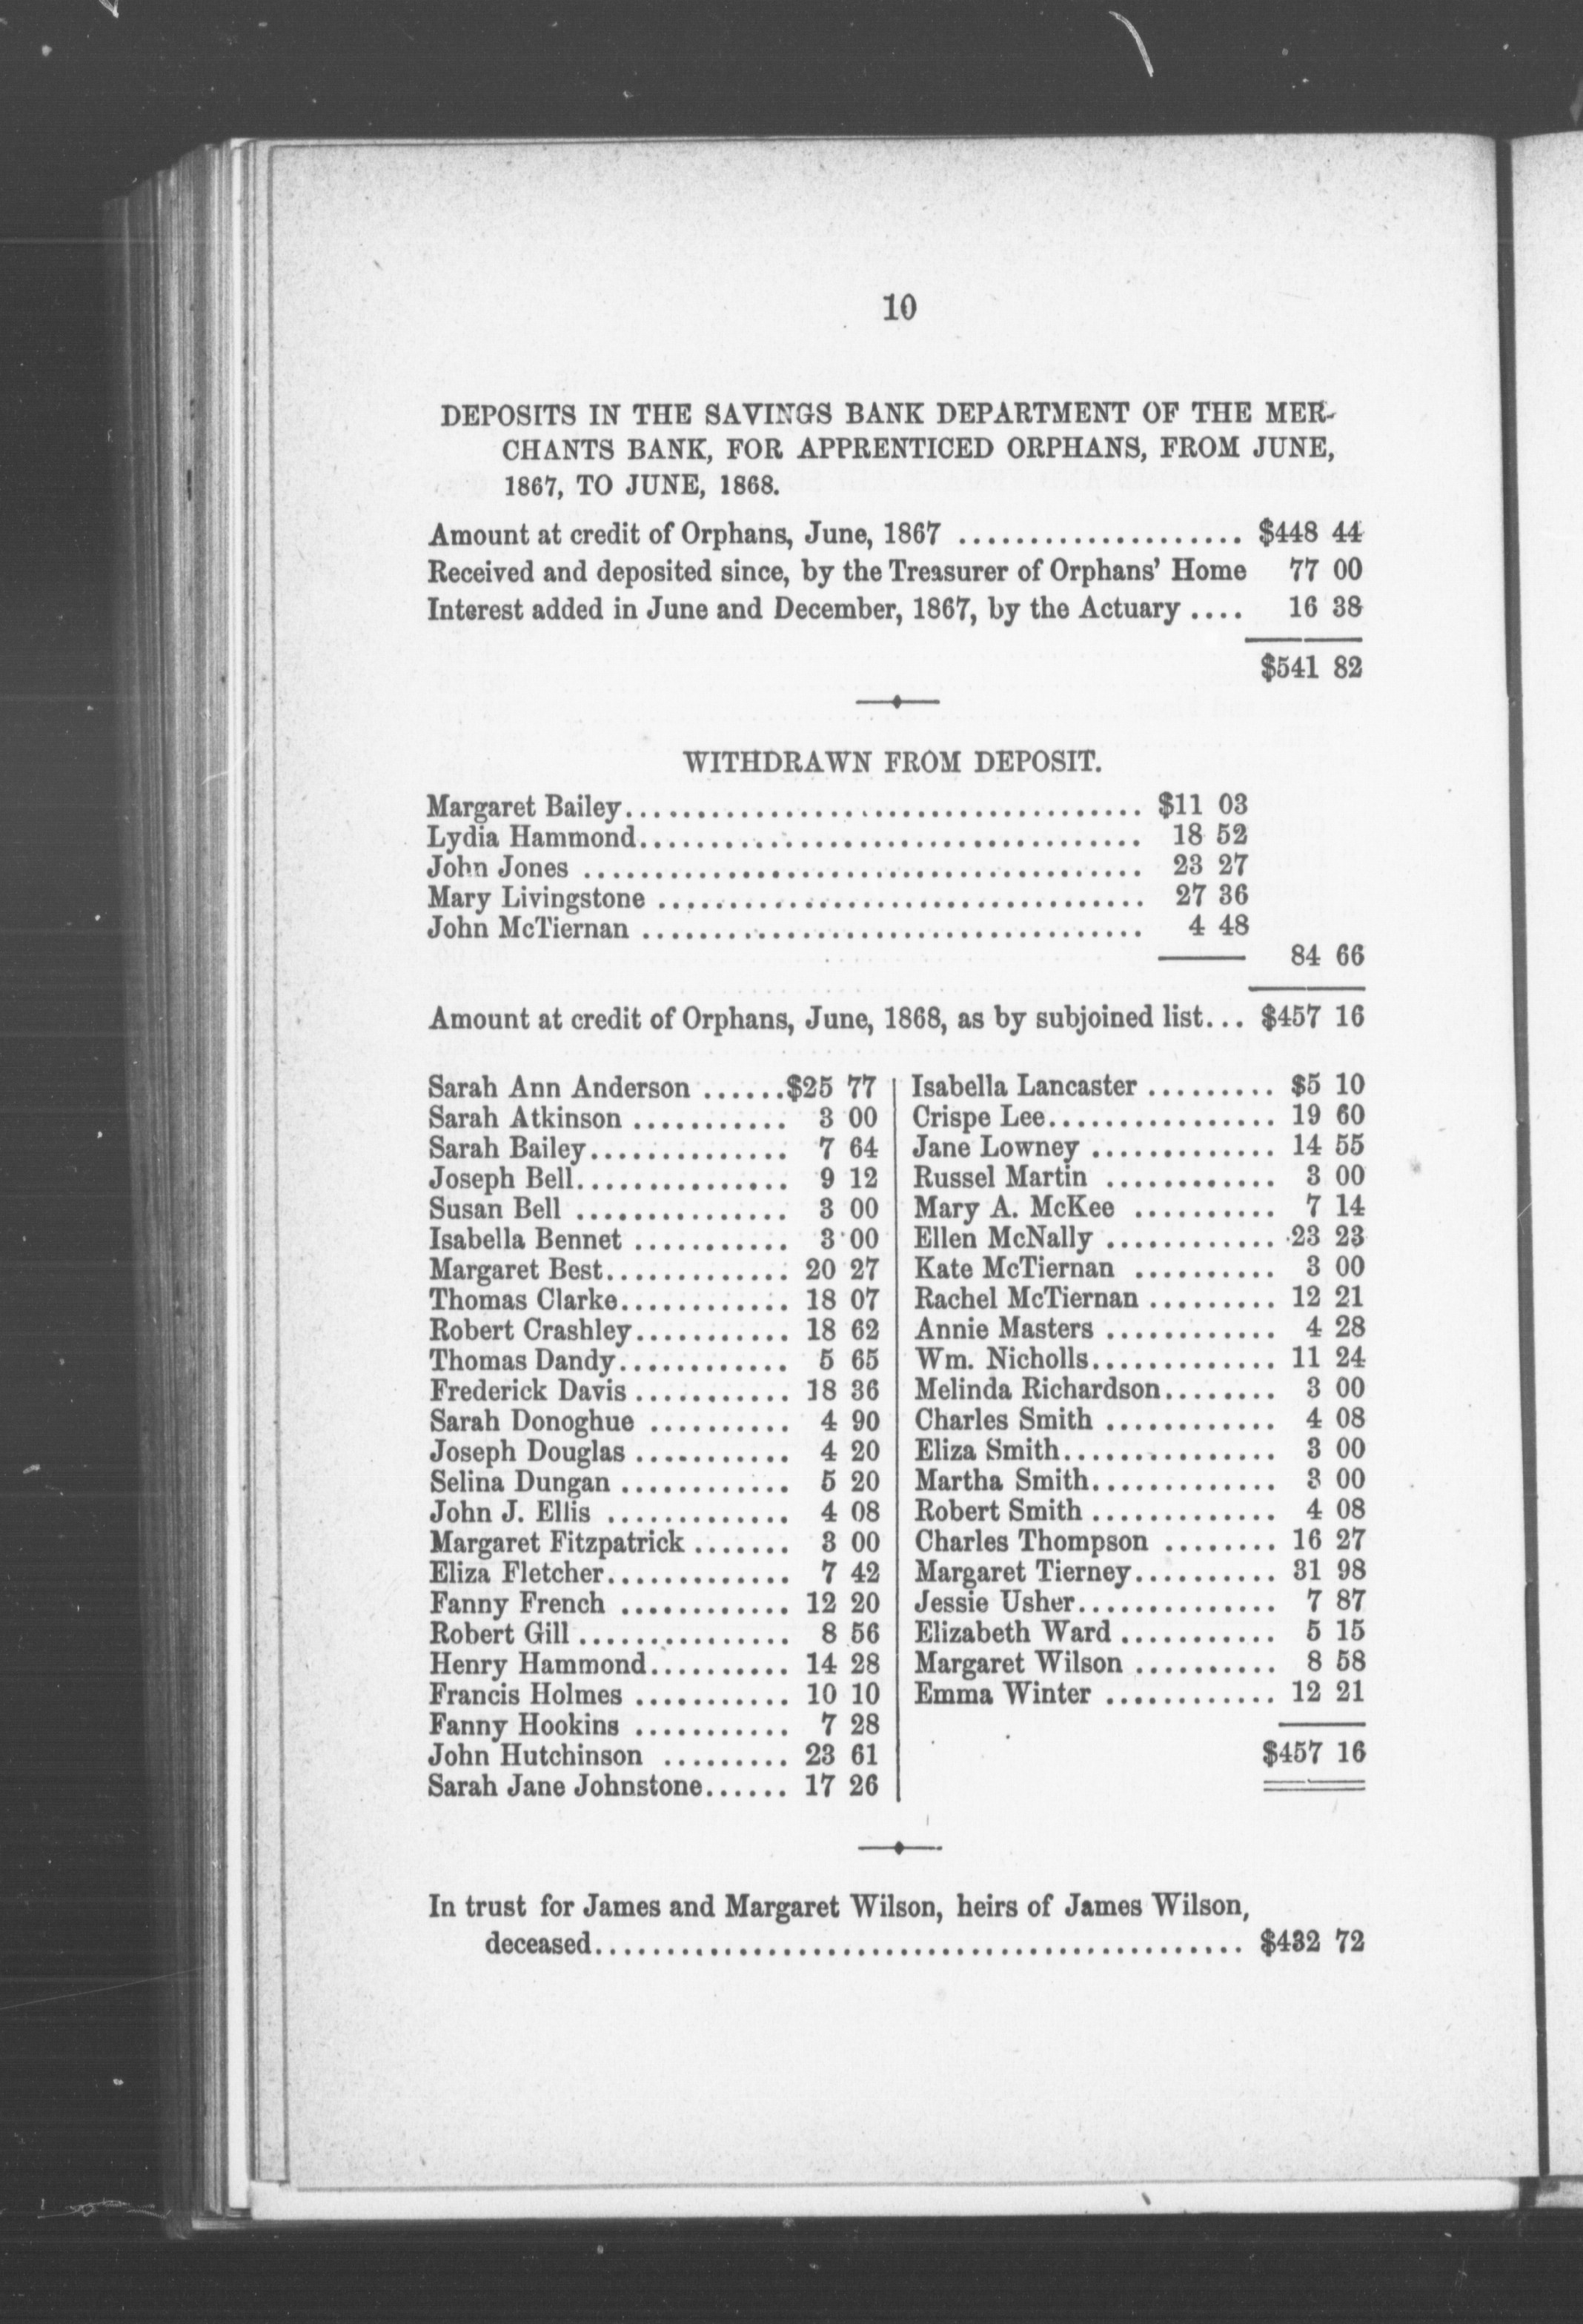 10
DEPOSITS IN THE SAVINGS BANK DEPARTMENT OF THE MER-
CHANTS BANK, FOR APPRENTICED ORPHANS, FROM JUNE,
1867, TO JUNE, 1868.
Amount at credit of Orphans, June, 1867 .................... $448 44
Received and deposited since, by the Treasurer of Orphans' Home 77 00
Interest added in June and December, 1867, by the Actuary .... 16 38
$541 82
WITHDRAWN FROM DEPOSIT.
Margaret Bailey.................................... $11 03
Lydia Hammond................................... 18 52
John Jones ....................................... 23 27
Mary Livingstone .................................. 27 36
John McTiernan ................................... 4 48
84 66
Amount at credit of Orphans, June, 1868, as by subjoined list... $457 16
Sarah Ann Anderson ......$25 77
Sarah Atkinson ........... 3 00
Sarah Bailey.............. 7 64
Joseph Bell............... 9 12
Susan Bell ............... 3 00
Isabella Bennet ........... 3 00
Margaret Best............. 20 27
Thomas Clarke............ 18 07
Robert Crashley........... 18 62
Thomas Dandy............ 5 65
Frederick Davis ........... 18 36
Sarah Donoghue .......... 4 90
Joseph Douglas ........... 4 20
Selina Dungan ............ 5 20
John J. Ellis ............. 4 08
Margaret Fitzpatrick ....... 3 00
Eliza Fletcher............. 7 42
Fanny French ............ 12 20
Robert Gill ............... 8 56
Henry Hammond.......... 14 28
Francis Holmes ........... 10 10
Fanny Hookins ........... 7 28
John Hutchinson ......... 23 61
Sarah Jane Johnstone...... 17 26
Isabella Lancaster ......... $5 10
Crispe Lee................ 19 60
Jane Lowney ............. 14 55
Russel Martin ............ 3 00
Mary A. McKee .......... 7 14
Ellen McNally ............ 23 23
Kate McTiernan .......... 3 00
Rachel McTiernan ......... 12 21
Annie Masters ............ 4 28
Wm. Nicholls............. 11 24
Melinda Richardson........ 3 00
Charles Smith ............ 4 08
Eliza Smith............... 3 00
Martha Smith............. 3 00
Robert Smith ............. 4 08
Charles Thompson ........ 16 27
Margaret Tierney.......... 31 98
Jessie Usher.............. 7 87
Elizabeth Ward ........... 5 15
Margaret Wilson .......... 8 58
Emma Winter ............ 12 21
$457 16
In trust for James and Margaret Wilson, heirs of James Wilson,
deceased............................................. $432 72